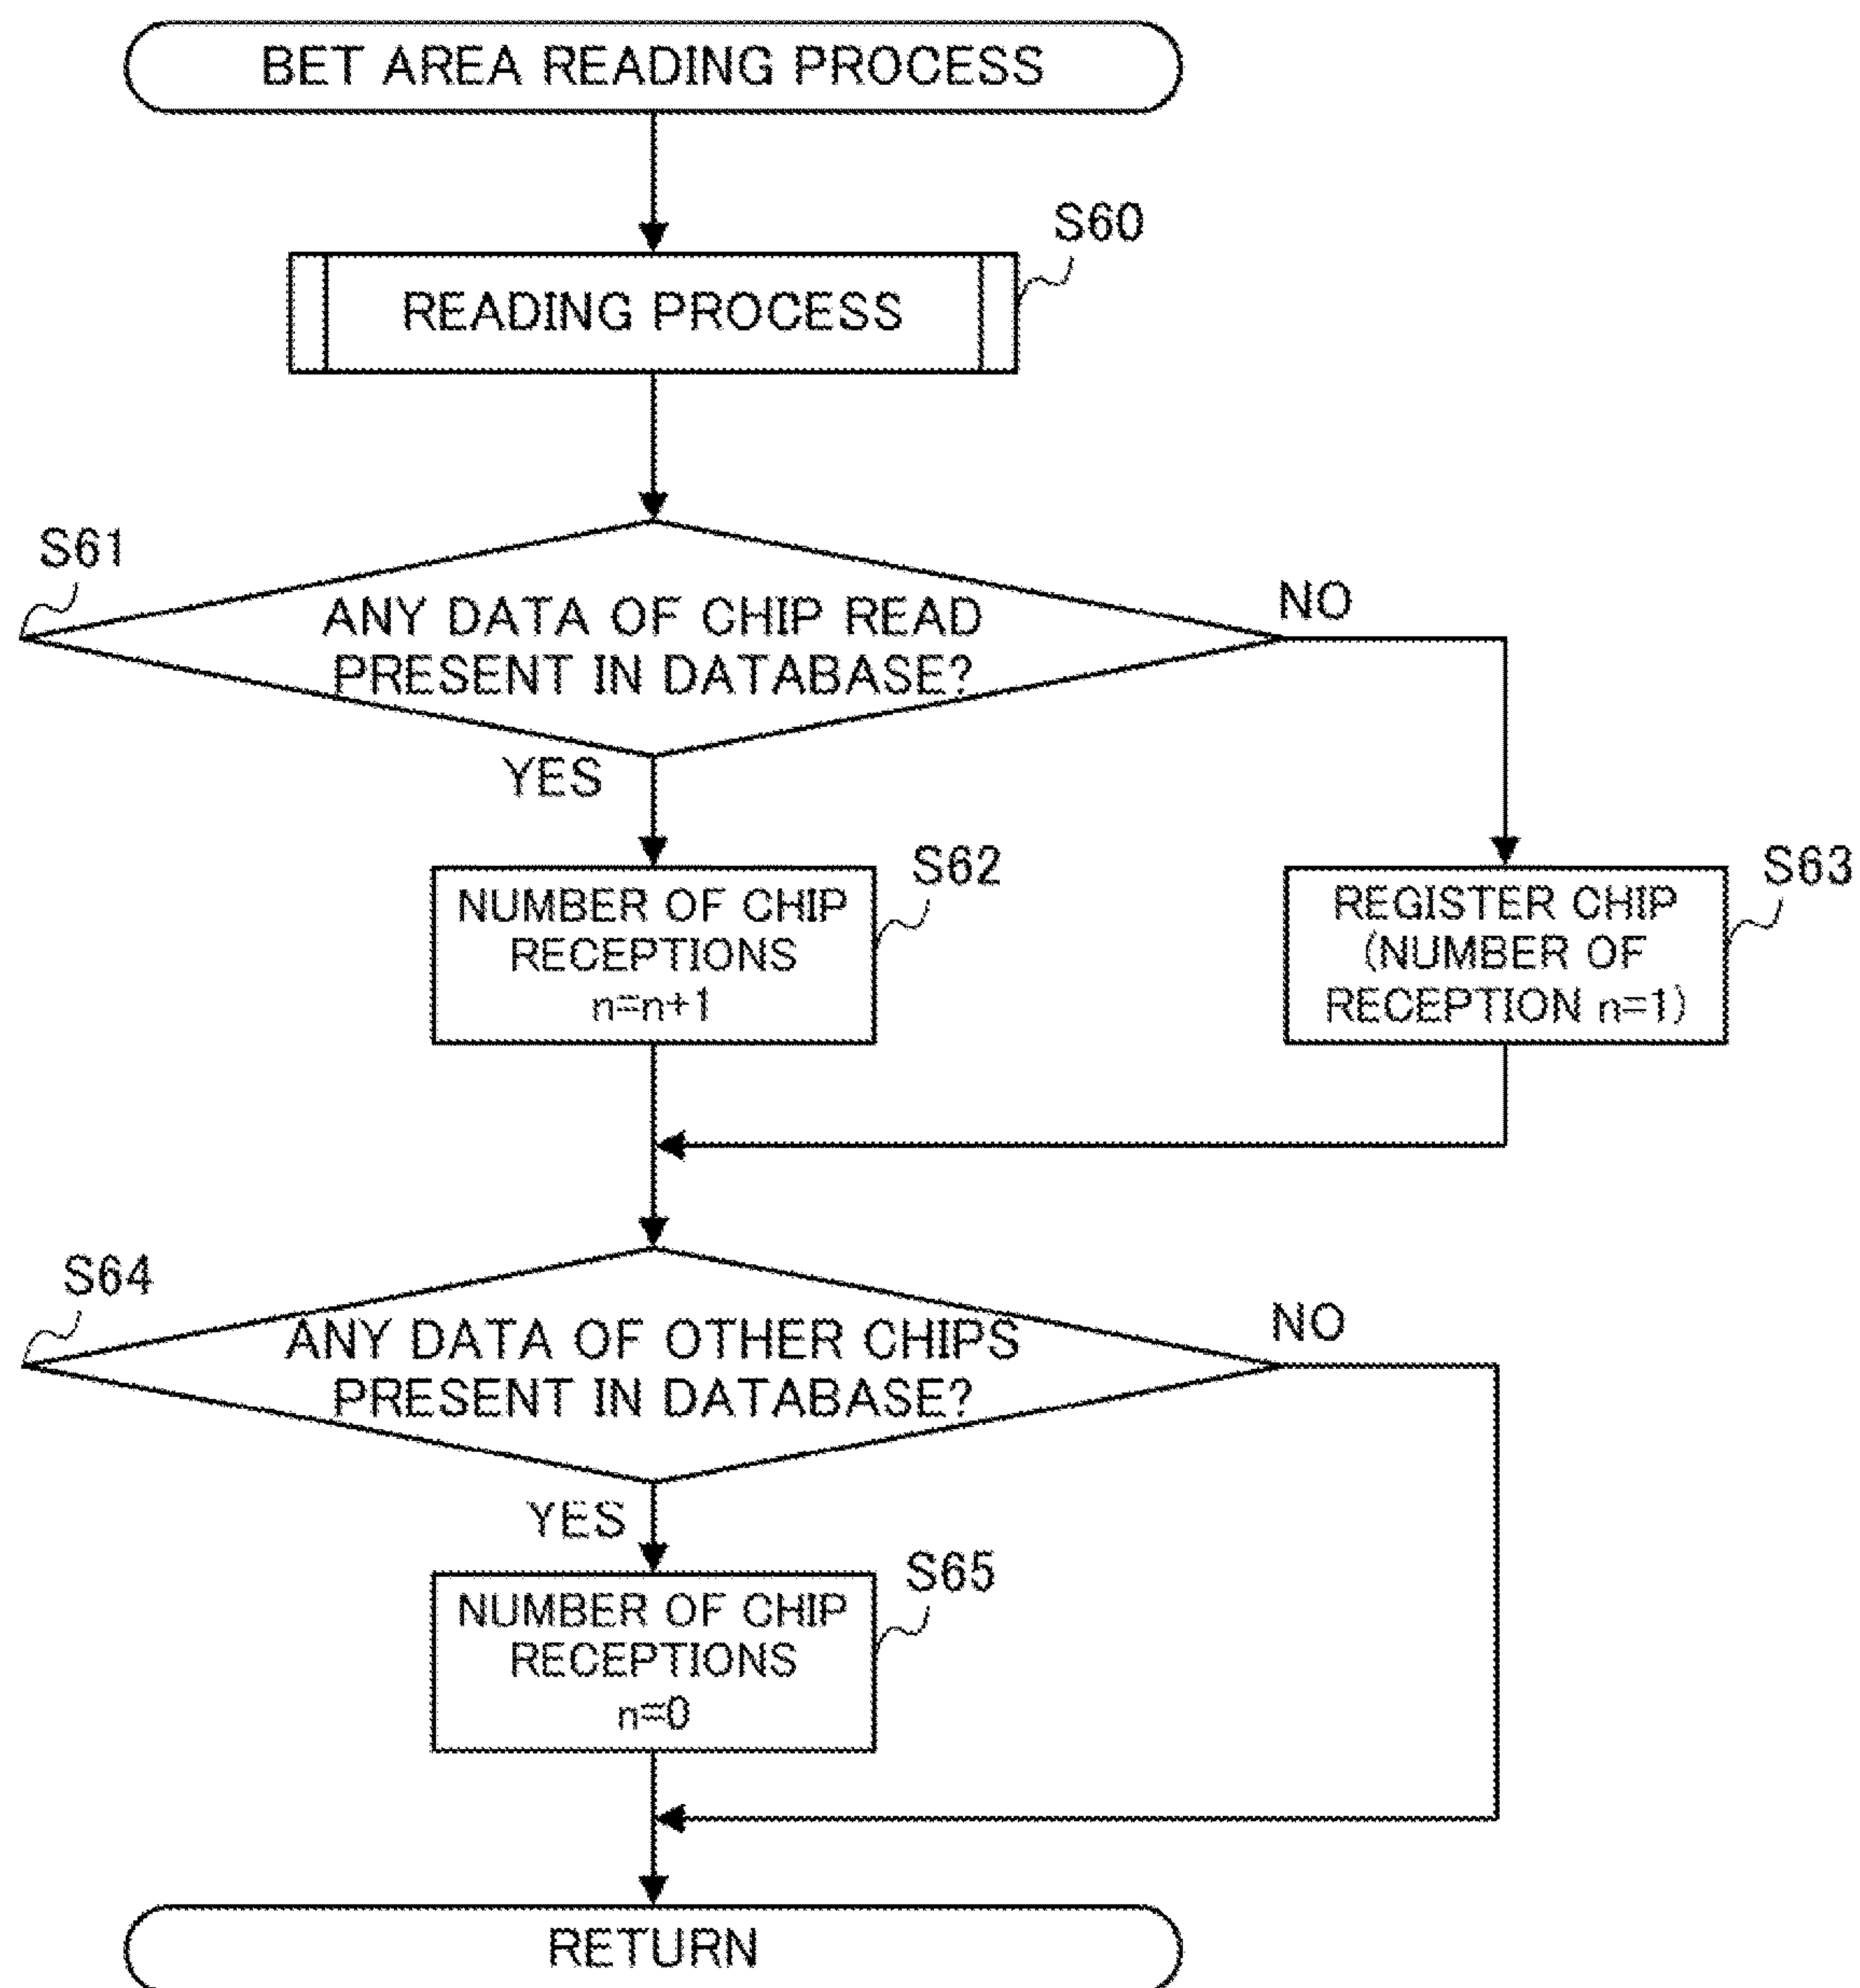 BET AREA READING PROCESS
S60
READING PROCESS
S61
ANY DATA OF CHIP READ
PRESENT IN DATABASE?
NO
YES
S62
NUMBER OF CHIP
RECEPTIONS
n=n+1
S63
REGISTER CHIP
(NUMBER OF
RECEPTION n=1)
S64
ANY DATA OF OTHER CHIPS
PRESENT IN DATABASE?
NO
YES
S65
NUMBER OF CHIP
RECEPTIONS
n=0
RETURN